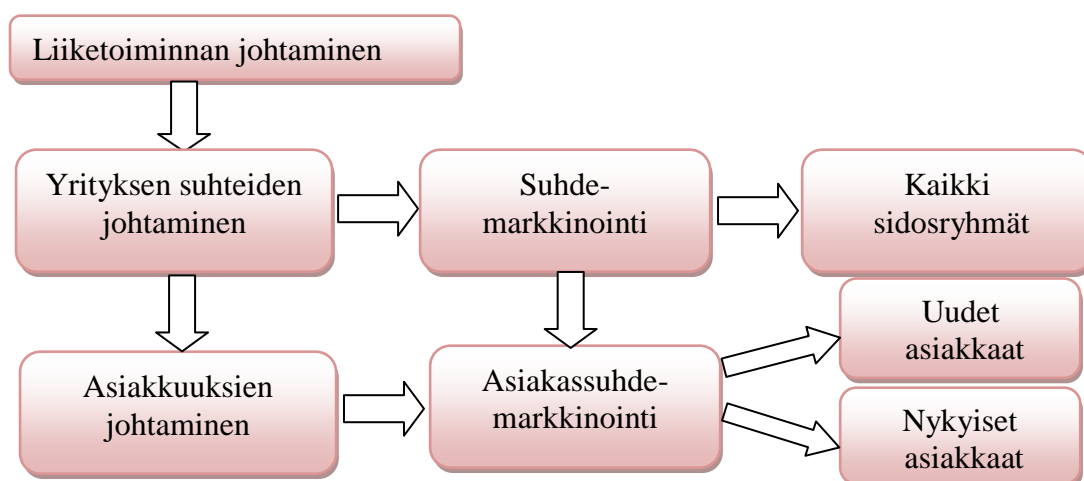 Liiketoiminnan johtaminen
Yrityksen suhteiden
johtaminen
Suhde-
markkinointi
Kaikki
sidosryhmät
Asiakkuuksien
johtaminen
Asiakassuhde-
markkinointi
Uudet
asiakkaat
Nykyiset
asiakkaat